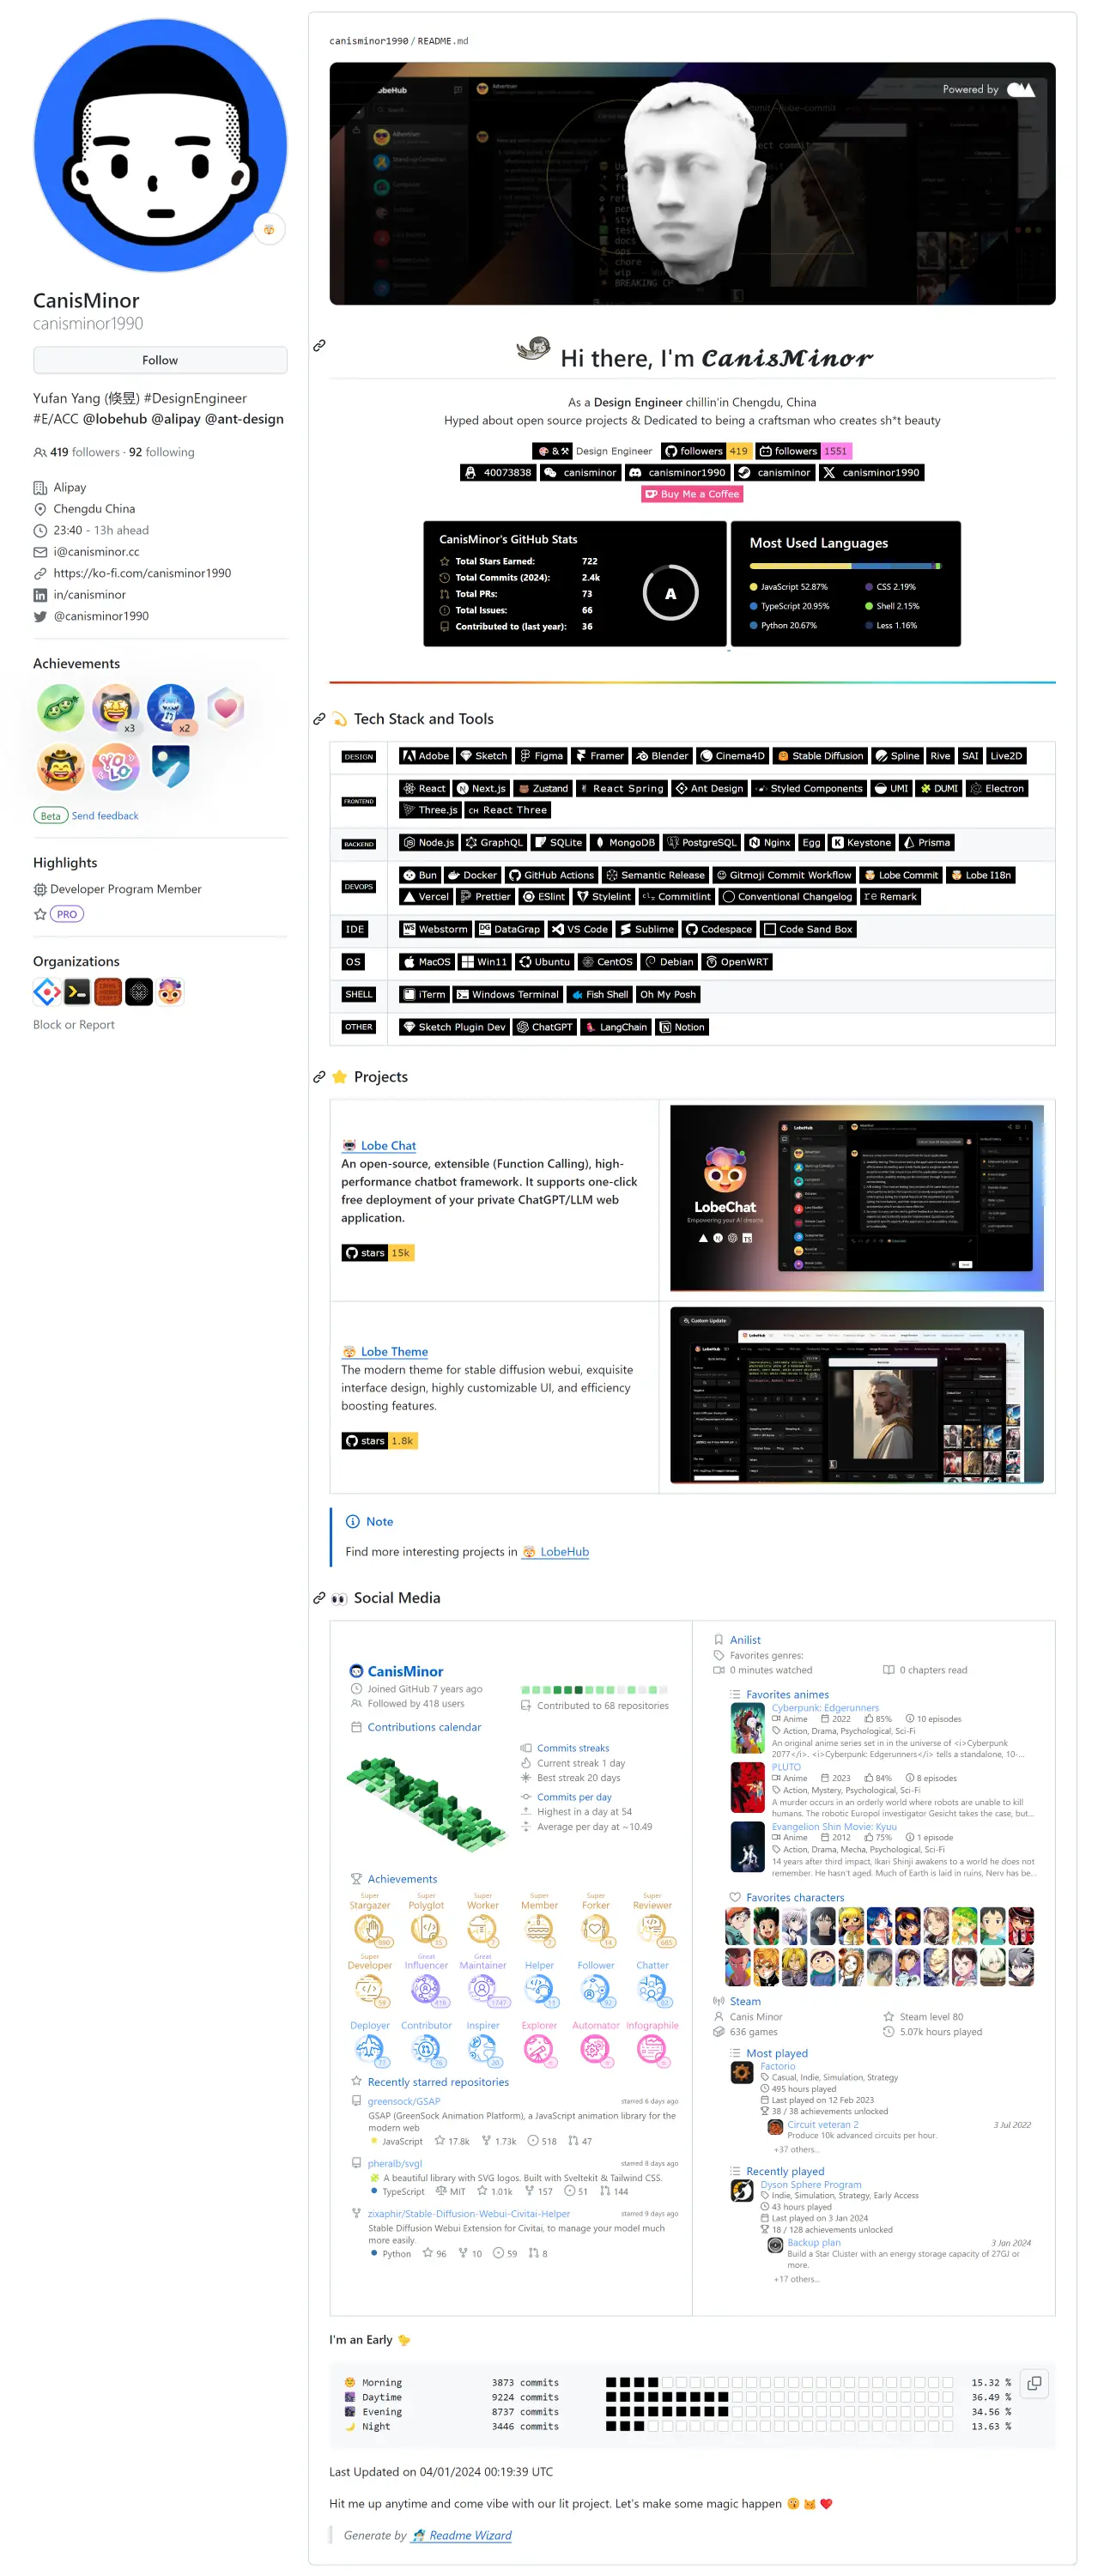 CanisMinor
canisminor1990
Follow
Yufan Yang (倏昱) #DesignEngineer
#E/ACC @lobehub @alipay @ant-design
419 followers · 92 following
Alipay
Chengdu China
23:40 - 13h ahead
i@canisminor.cc
https://ko-fi.com/canisminor1990
in/canisminor
@canisminor1990
Achievements
x3
x2
YOLO
Beta Send feedback
Highlights
Developer Program Member
PRO
Organizations
Block or Report
canisminor1990/README.md
Powered by
Hi there, I'm CanisMinor
As a Design Engineer chillin'in Chengdu, China
Hyped about open source projects & Dedicated to being a craftsman who creates sh*t beauty
Design Engineer followers 419 followers 1551
40073838 canisminor canisminor1990 canisminor canisminor1990
Buy Me a Coffee
CanisMinor's GitHub Stats
Total Stars Earned: 722
Total Commits (2024): 2.4k
Total PRs: 73
Total Issues: 66
Contributed to (last year): 36
A
Most Used Languages
JavaScript 52.87% CSS 2.19%
TypeScript 20.95% Shell 2.15%
Python 20.67% Less 1.16%
Tech Stack and Tools
DESIGN Adobe Sketch Figma Framer Blender Cinema4D Stable Diffusion Spline Rive SAI Live2D
FRONTEND React Next.js Zustand React Spring Ant Design Styled Components UMI DUMI Electron
Three.js CH React Three
BACKEND Node.js GraphQL SQLite MongoDB PostgreSQL Nginx Egg Keystone Prisma
DEVOPS Bun Docker GitHub Actions Semantic Release Gitmoji Commit Workflow Lobe Commit Lobe I18n
Vercel Prettier ESlint Stylelint Commitlint Conventional Changelog re Remark
IDE Webstorm DataGrap VS Code Sublime Codespace Code Sand Box
OS MacOS Win11 Ubuntu CentOS Debian OpenWRT
SHELL iTerm Windows Terminal Fish Shell Oh My Posh
OTHER Sketch Plugin Dev ChatGPT LangChain Notion
Projects
Lobe Chat
An open-source, extensible (Function Calling), high-
performance chatbot framework. It supports one-click
free deployment of your private ChatGPT/LLM web
application.
stars 15k
LobeChat
Empowering your AI dreams
Lobe Theme
The modern theme for stable diffusion webui, exquisite
interface design, highly customizable UI, and efficiency
boosting features.
stars 1.8k
Custom Update
Note
Find more interesting projects in LobeHub
Social Media
CanisMinor
Joined GitHub 7 years ago
Followed by 418 users
Contributed to 68 repositories
Contributions calendar
Commits streaks
Current streak 1 day
Best streak 20 days
Commits per day
Highest in a day at 54
Average per day at ~10.49
Achievements
Super Super Super Super Super Super
Stargazer Polyglot Worker Member Forker Reviewer
Super Great Great
Developer Influencer Maintainer Helper Follower Chatter
Deployer Contributor Inspirer Explorer Automator Infographile
Recently starred repositories
greensock/GSAP starred 6 days ago
GSAP (GreenSock Animation Platform), a JavaScript animation library for the
modern web
JavaScript 17.8k 1.73k 518 47
pheralb/svgl starred 8 days ago
A beautiful library with SVG logos. Built with Sveltekit & Tailwind CSS.
TypeScript MIT 1.01k 157 51 144
zixaphir/Stable-Diffusion-Webui-Civitai-Helper starred 9 days ago
Stable Diffusion Webui Extension for Civitai, to manage your model much
more easily.
Python 96 10 59 8
Anilist
Favorites genres:
0 minutes watched 0 chapters read
Favorites animes
Cyberpunk: Edgerunners
Anime 2022 85% 10 episodes
Action, Drama, Psychological, Sci-Fi
An original anime series set in in the universe of <i>Cyberpunk
2077</i>. <i>Cyberpunk: Edgerunners</i> tells a standalone, 10-...
PLUTO
Anime 2023 84% 8 episodes
Action, Mystery, Psychological, Sci-Fi
A murder occurs in an orderly world where robots are unable to kill
humans. The robotic Europol investigator Gesicht takes the case, but...
Evangelion Shin Movie: Kyuu
Anime 2012 75% 1 episode
Action, Drama, Mecha, Psychological, Sci-Fi
14 years after third impact, Ikari Shinji awakens to a world he does not
remember. He hasn't aged. Much of Earth is laid in ruins, Nerv has be...
Favorites characters
Steam
Canis Minor Steam level 80
636 games 5.07k hours played
Most played
Factorio
Casual, Indie, Simulation, Strategy
495 hours played
Last played on 12 Feb 2023
38 / 38 achievements unlocked
Circuit veteran 2 3 Jul 2022
Produce 10k advanced circuits per hour.
+37 others...
Recently played
Dyson Sphere Program
Indie, Simulation, Strategy, Early Access
43 hours played
Last played on 3 Jan 2024
18 / 128 achievements unlocked
Backup plan 3 Jan 2024
Build a Star Cluster with an energy storage capacity of 27GJ or
more.
+17 others...
I'm an Early
Morning 3873 commits 15.32 %
Daytime 9224 commits 36.49 %
Evening 8737 commits 34.56 %
Night 3446 commits 13.63 %
Last Updated on 04/01/2024 00:19:39 UTC
Hit me up anytime and come vibe with our lit project. Let's make some magic happen
Generate by Readme Wizard